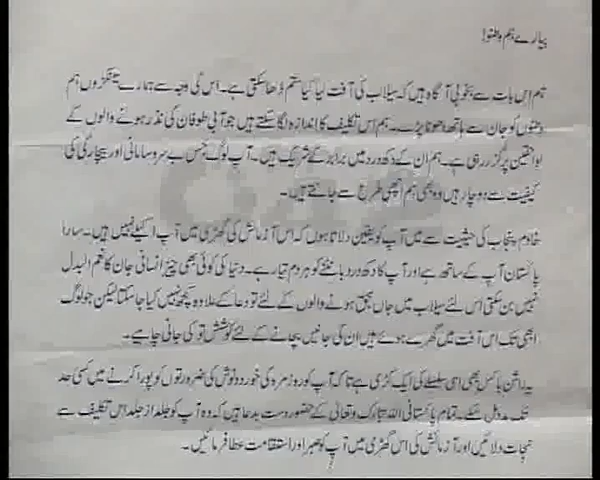 پیارے ہم وطنو!
ہم اس بات سے بخوبی آگاہ ہیں کہ سیلاب کی آفت کیا کیا ستم ڈھا سکتی ہے۔ اس کی وجہ سے ہمارے سینکڑوں ہم
وطنوں کو جان سے ہاتھ دھونا پڑے۔ ہم اس تکلیف کا اندازہ لگا سکتے ہیں جو آبی طوفان کی نذر ہونے والوں کے
لواحقین پر گزر رہی ہے۔ ہم ان کے دکھ درد میں برابر کے شریک ہیں۔ آپ لوگ جس بے سروسامانی اور بیچارگی کی
کیفیت سے دوچار ہیں وہ بھی ہم اچھی طرح سے جانتے ہیں۔
خادم پنجاب کی حیثیت سے میں آپ کو یقین دلاتا ہوں کہ اس آزمائش کی گھڑی میں آپ اکیلے نہیں ہیں۔ سارا
پاکستان آپ کے ساتھ ہے اور آپ کا دکھ درد بانٹنے کو ہر دم تیار ہے۔ دنیا کی کوئی بھی چیز انسانی جان کا نعم البدل
نہیں بن سکتی اس لئے سیلاب میں جاں بحق ہونے والوں کے لئے تو دعا کے علاوہ کچھ نہیں کیا جا سکتا لیکن جو لوگ
ابھی تک اس آفت میں گھرے ہوئے ہیں ان کی جانیں بچانے کے لئے کوشش تو کی جانی چاہیے۔
یہ راشن باکس بھی اسی سلسلے کی ایک کڑی ہے تاکہ آپ کو روزمرہ کی خورد و نوش کی ضرورتوں کو پورا کرنے میں کسی حد
تک مدد مل سکے۔ تمام پاکستانی اللہ تبارک وتعالیٰ کے حضور دست بدعا ہیں کہ وہ آپ کو جلد از جلد اس تکلیف سے
نجات دلائیں اور آزمائش کی اس گھڑی میں آپ کو صبر اور استقامت عطا فرمائیں۔